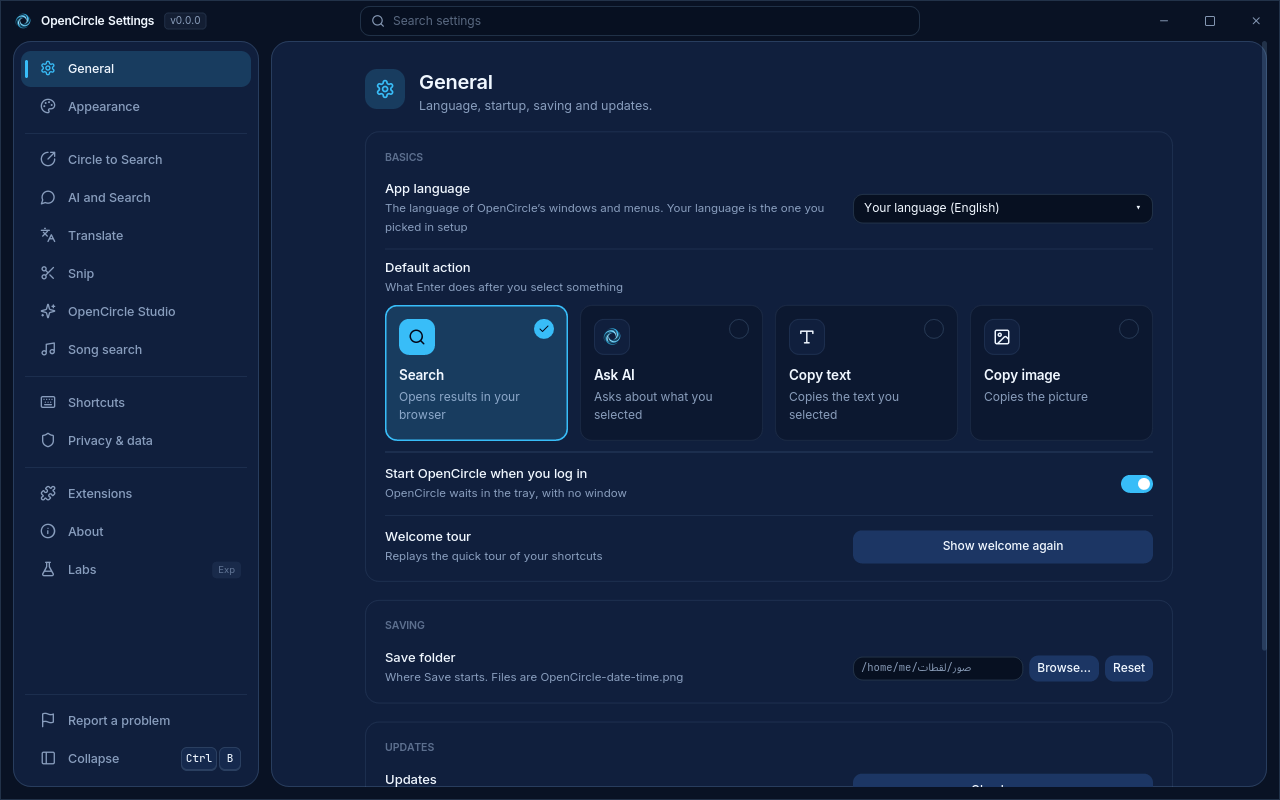 OpenCircle Settings v0.0.0
Search settings
General
Appearance
Circle to Search
AI and Search
Translate
Snip
OpenCircle Studio
Song search
Shortcuts
Privacy & data
Extensions
About
Labs Exp
Report a problem
Collapse Ctrl B
General
Language, startup, saving and updates.
BASICS
App language
The language of OpenCircle's windows and menus. Your language is the one you
picked in setup
Your language (English)
Default action
What Enter does after you select something
Search
Opens results in your
browser
Ask AI
Asks about what you
selected
Copy text
Copies the text you
selected
Copy image
Copies the picture
Start OpenCircle when you log in
OpenCircle waits in the tray, with no window
Welcome tour
Replays the quick tour of your shortcuts
Show welcome again
SAVING
Save folder
Where Save starts. Files are OpenCircle-date-time.png
/home/me/صور/لقطات
Browse...
Reset
UPDATES
Updates